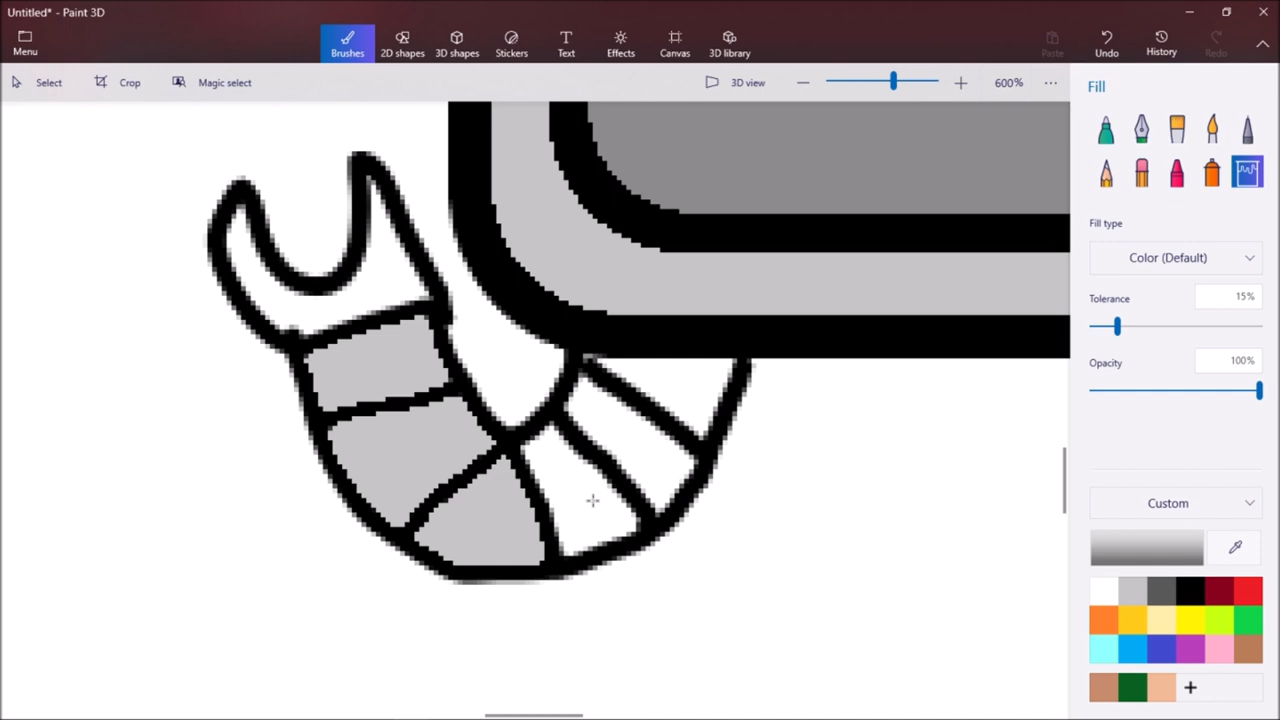 Untitled* - Paint 3D
Menu
Brushes
2D shapes
3D shapes
Stickers
Text
Effects
Canvas
3D library
Paste
Undo
History
Redo
Select
Crop
Magic select
3D view
600%
Fill
Fill type
Color (Default)
Tolerance
15%
Opacity
100%
Custom